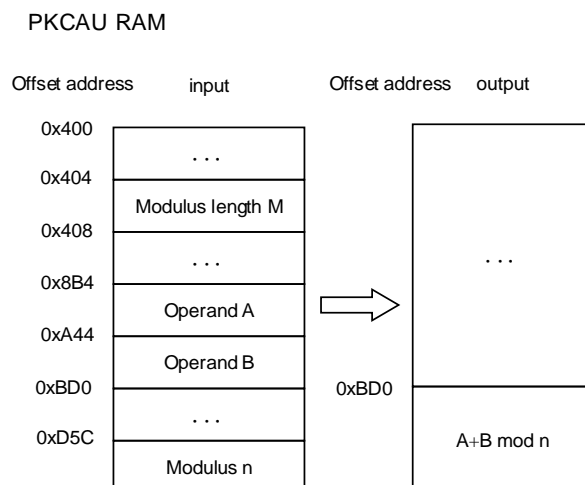 PKCAU RAM
Offset address input Offset address output
0x400
. . .
0x404
Modulus length M
0x408
. . .
0x8B4
Operand A
0xA44
Operand B
0xBD0
. . .
0xD5C
Modulus n
. . .
0xBD0
A+B mod n